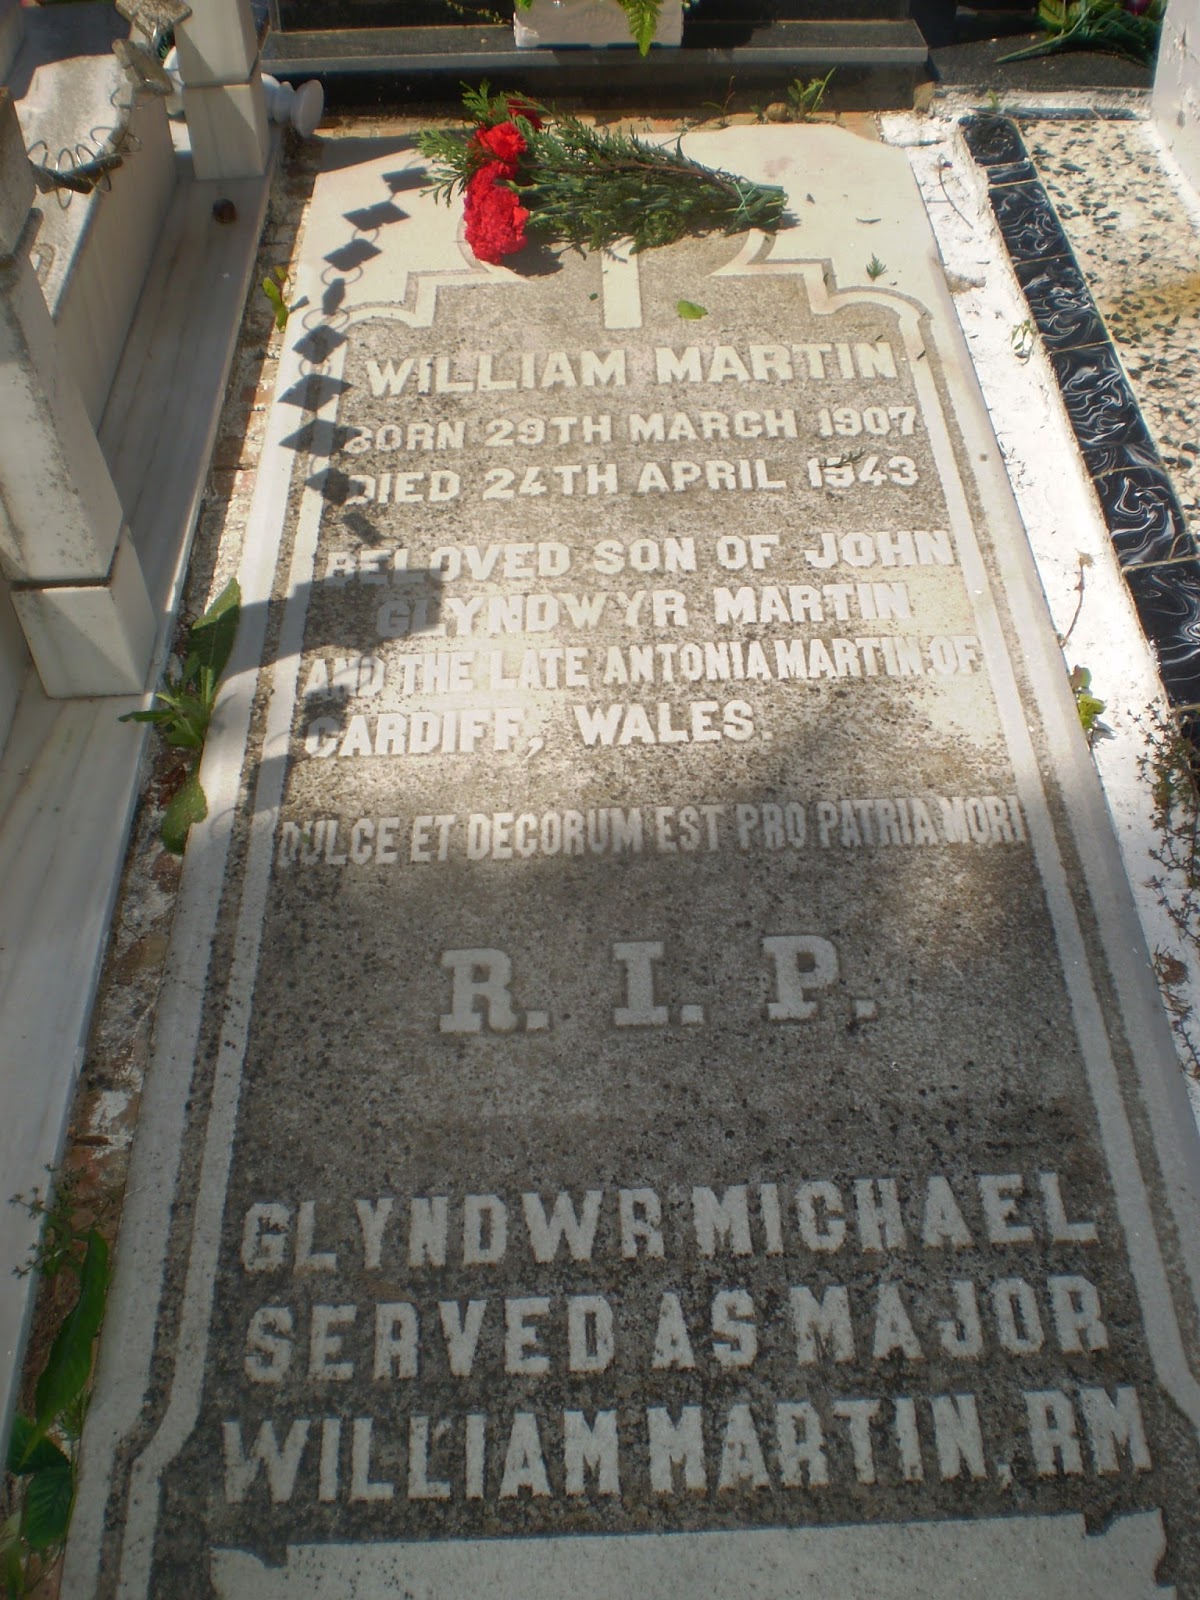 WILLIAM MARTIN
BORN 29TH MARCH 1907
DIED 24TH APRIL 1943
BELOVED SON OF JOHN
GLYNDWYR MARTIN
AND THE LATE ANTONIA MARTIN, OF
CARDIFF, WALES.
DULCE ET DECORUM EST PRO PATRIA MORI
R. I. P.
GLYNDWR MICHAEL
SERVED AS MAJOR
WILLIAM MARTIN, RM